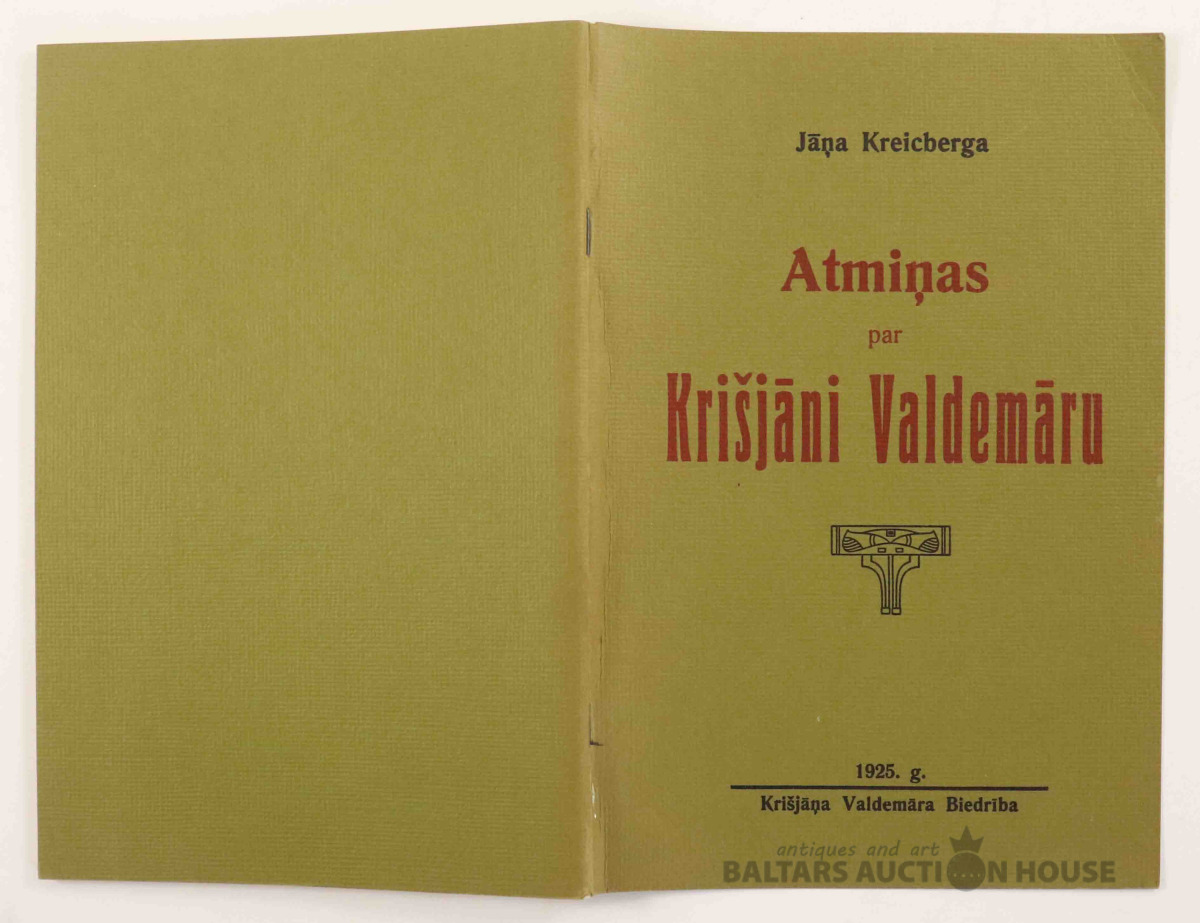 Jāņa Kreicberga
Atmiņas
par
Krišjāni Valdemāru
1925. g.
Krišjāņa Valdemāra Biedrība
antiques and art
BALTARS AUCTION HOUSE